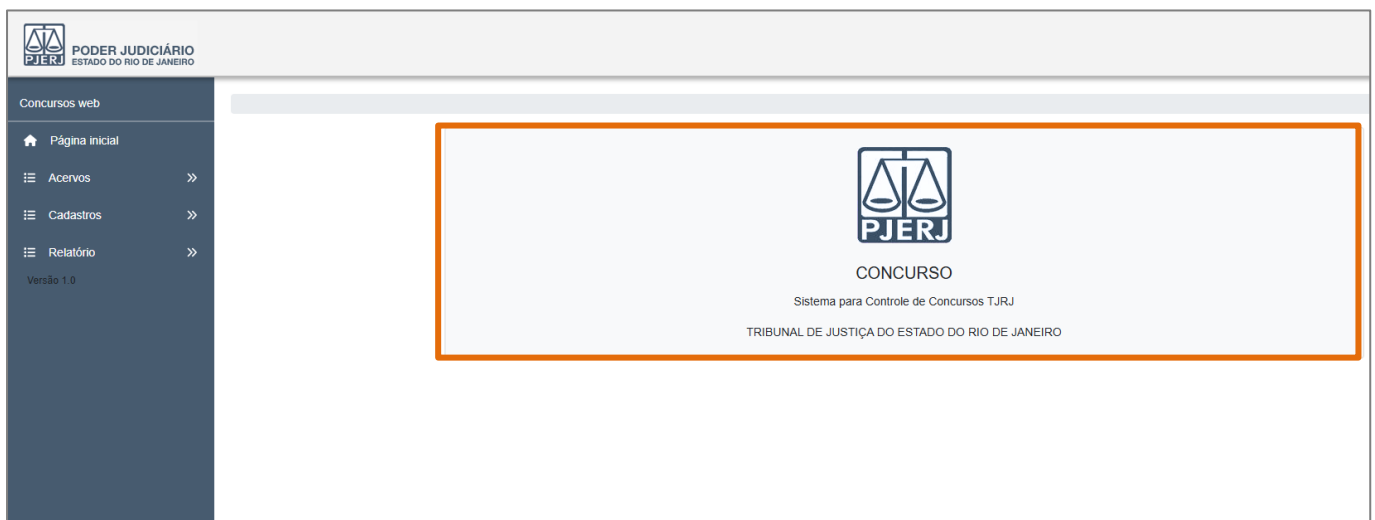 PJERJ
PODER JUDICIÁRIO
ESTADO DO RIO DE JANEIRO
Concursos web
Página inicial
Acervos
Cadastros
Relatório
Versão 1.0
PJERJ
CONCURSO
Sistema para Controle de Concursos TJRJ
TRIBUNAL DE JUSTIÇA DO ESTADO DO RIO DE JANEIRO